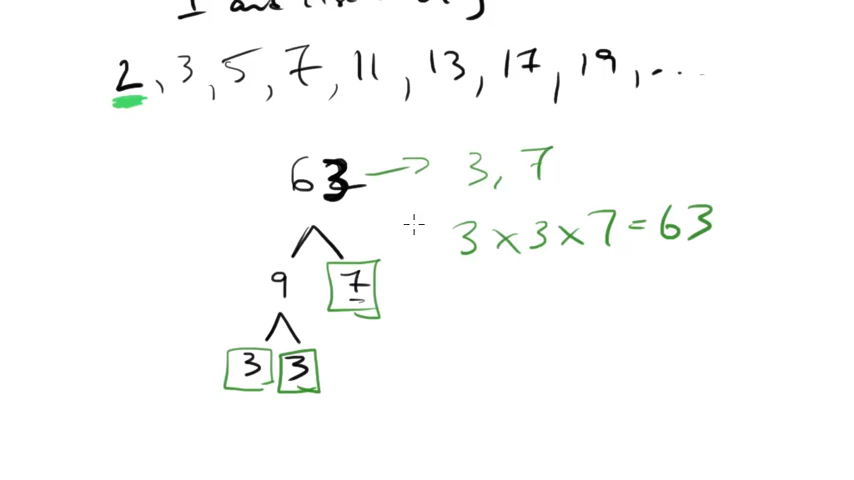 2, 3, 5, 7, 11, 13, 17, 19, ...
63 → 3, 7
3 x 3 x 7 = 63
9 7
3 3